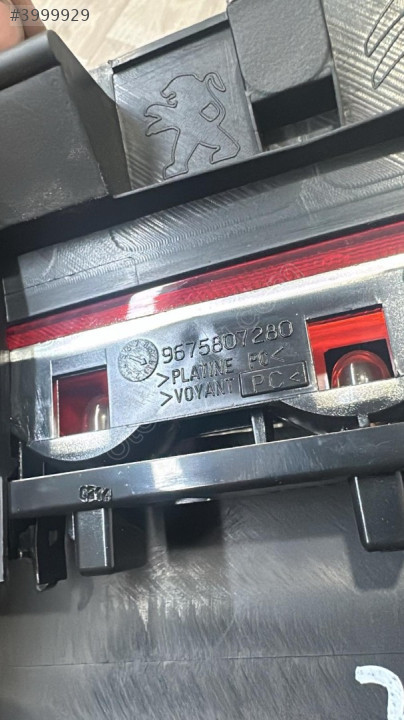 #3999929
9675807280
>PLATINE PC<
>VOYANT PC<